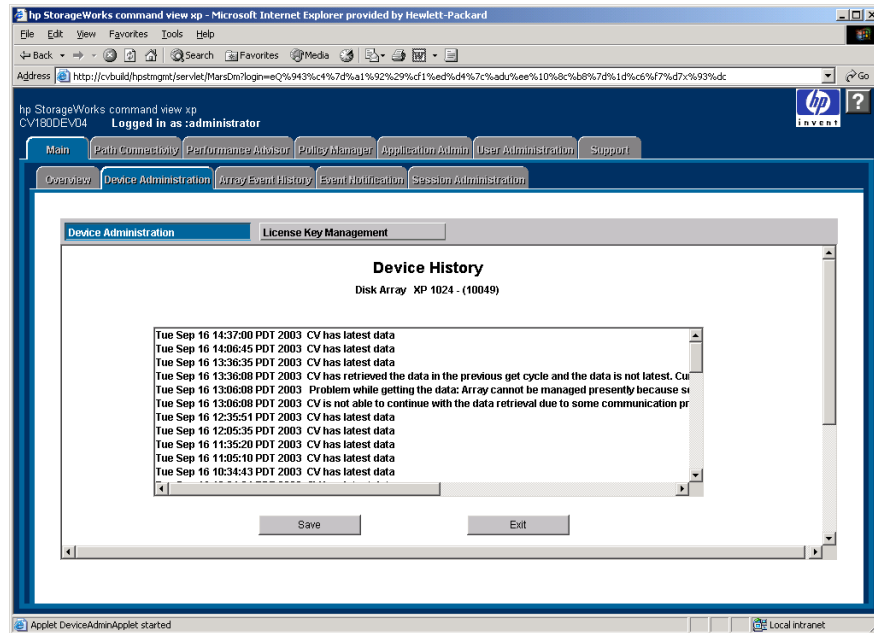 hp StorageWorks command view xp - Microsoft Internet Explorer provided by Hewlett-Packard
File Edit View Favorites Tools Help
Back Search Favorites Media
Address http://cvbuild/hpstmgmt/servlet/MarsDm?login=eQ%943%c4%7d%a1%92%29%cf1%ed%d4%7c%adu%ee%10%8c%b8%7d%1d%c6%f7%d7x%93%dc Go
hp StorageWorks command view xp
CV180DEV04 Logged in as :administrator
hp invent ?
Main Path Connectivity Performance Advisor Policy Manager Application Admin User Administration Support
Overview Device Administration Array Event History Event Notification Session Administration
Device Administration License Key Management
Device History
Disk Array XP 1024 - (10049)
Tue Sep 16 14:37:00 PDT 2003 CV has latest data
Tue Sep 16 14:06:45 PDT 2003 CV has latest data
Tue Sep 16 13:36:35 PDT 2003 CV has latest data
Tue Sep 16 13:36:08 PDT 2003 CV has retrieved the data in the previous get cycle and the data is not latest. Cu
Tue Sep 16 13:06:08 PDT 2003 Problem while getting the data: Array cannot be managed presently because s
Tue Sep 16 13:06:08 PDT 2003 CV is not able to continue with the data retrieval due to some communication pr
Tue Sep 16 12:35:51 PDT 2003 CV has latest data
Tue Sep 16 12:05:35 PDT 2003 CV has latest data
Tue Sep 16 11:35:20 PDT 2003 CV has latest data
Tue Sep 16 11:05:10 PDT 2003 CV has latest data
Tue Sep 16 10:34:43 PDT 2003 CV has latest data
Save Exit
Applet DeviceAdminApplet started Local intranet